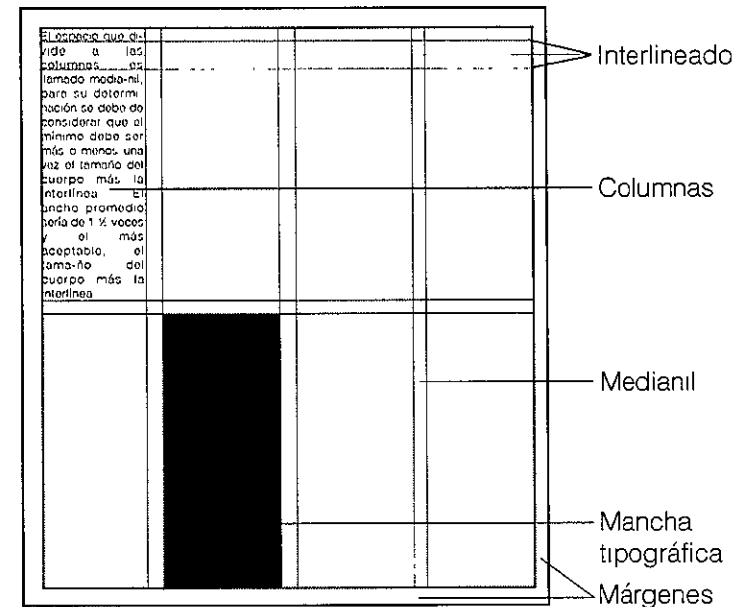 El espacio que di-
vide a las
columnas es
llamado media-nil,
para su determi-
nación se debe de
considerar que el
mínimo debe ser
más o menos una
vez el tamaño del
cuerpo más la
interlínea El
ancho promedio
sería de 1 ½ veces
y el más
aceptable, el
tama-ño del
cuerpo más la
interlínea
Interlineado
Columnas
Medianil
Mancha
tipográfica
Márgenes